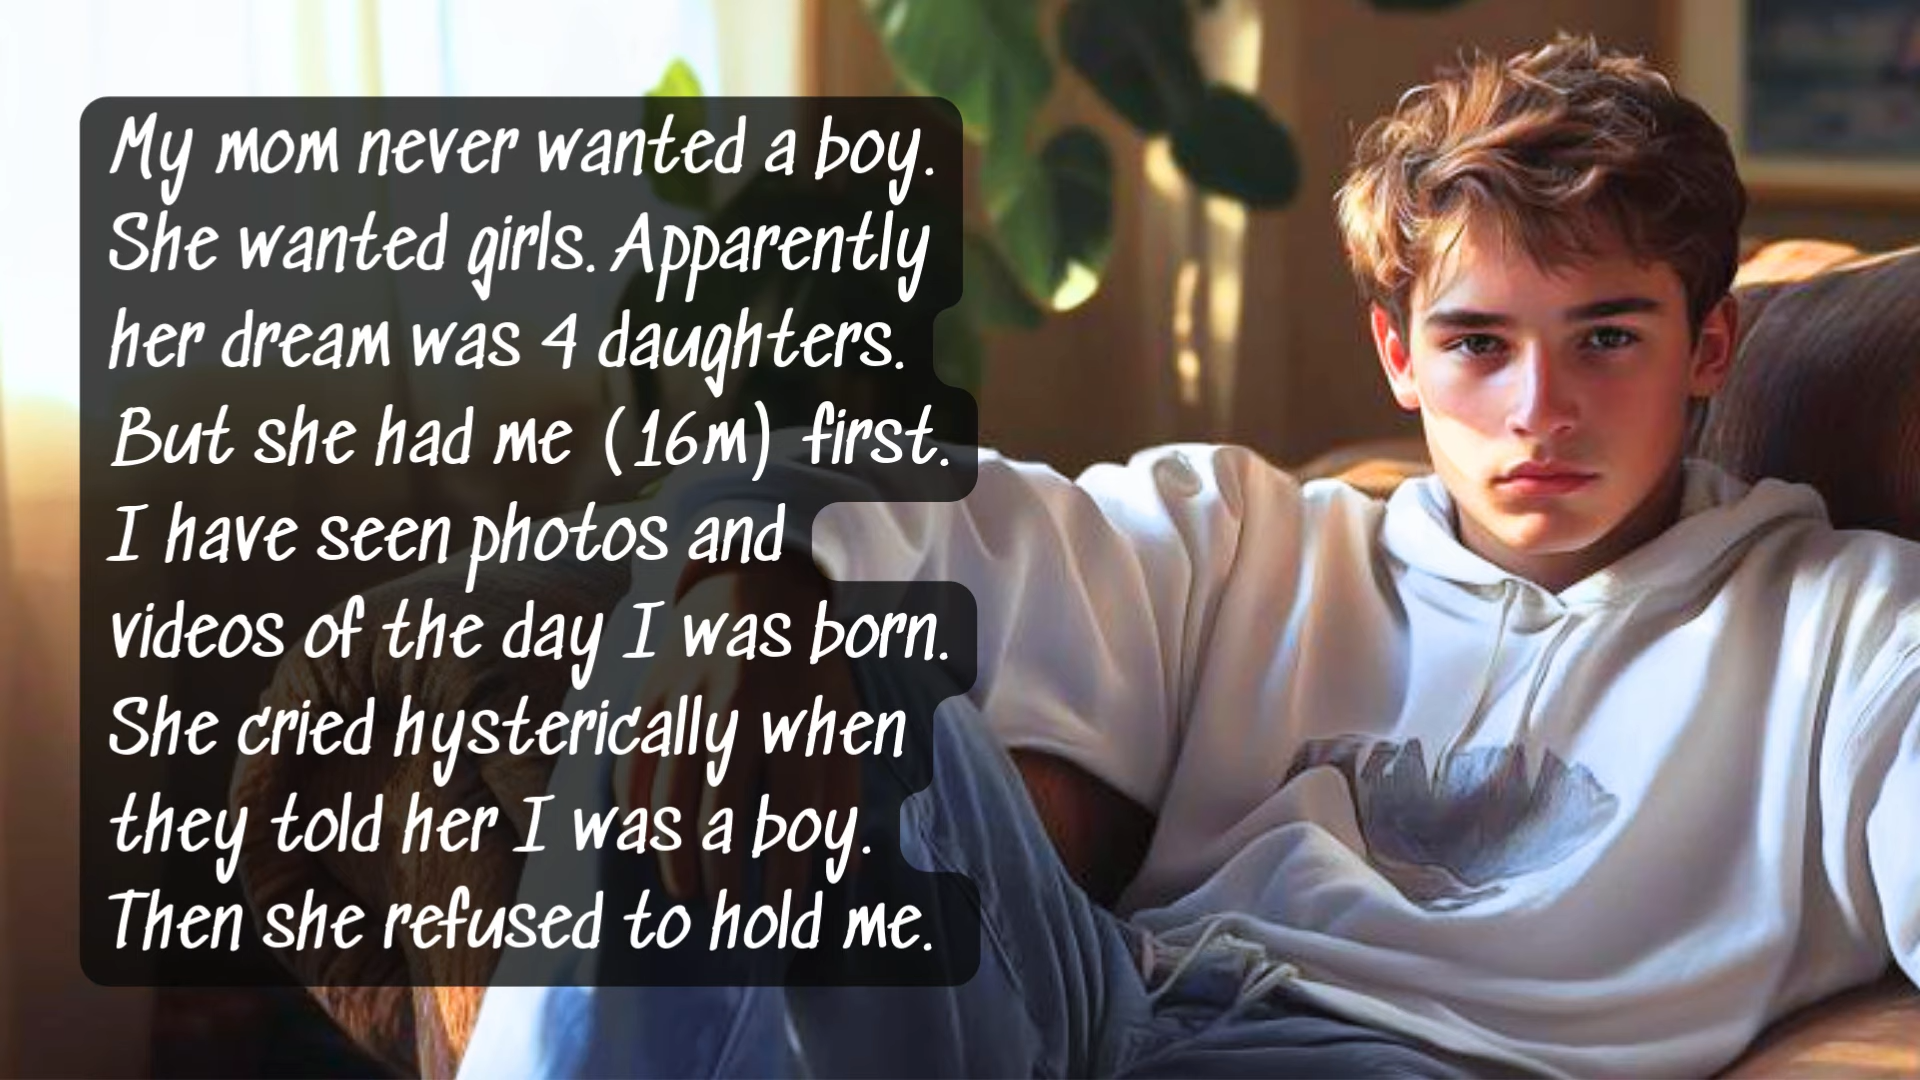 My mom never wanted a boy.
She wanted girls. Apparently
her dream was 4 daughters.
But she had me (16m) first.
I have seen photos and
videos of the day I was born.
She cried hysterically when
they told her I was a boy.
Then she refused to hold me.